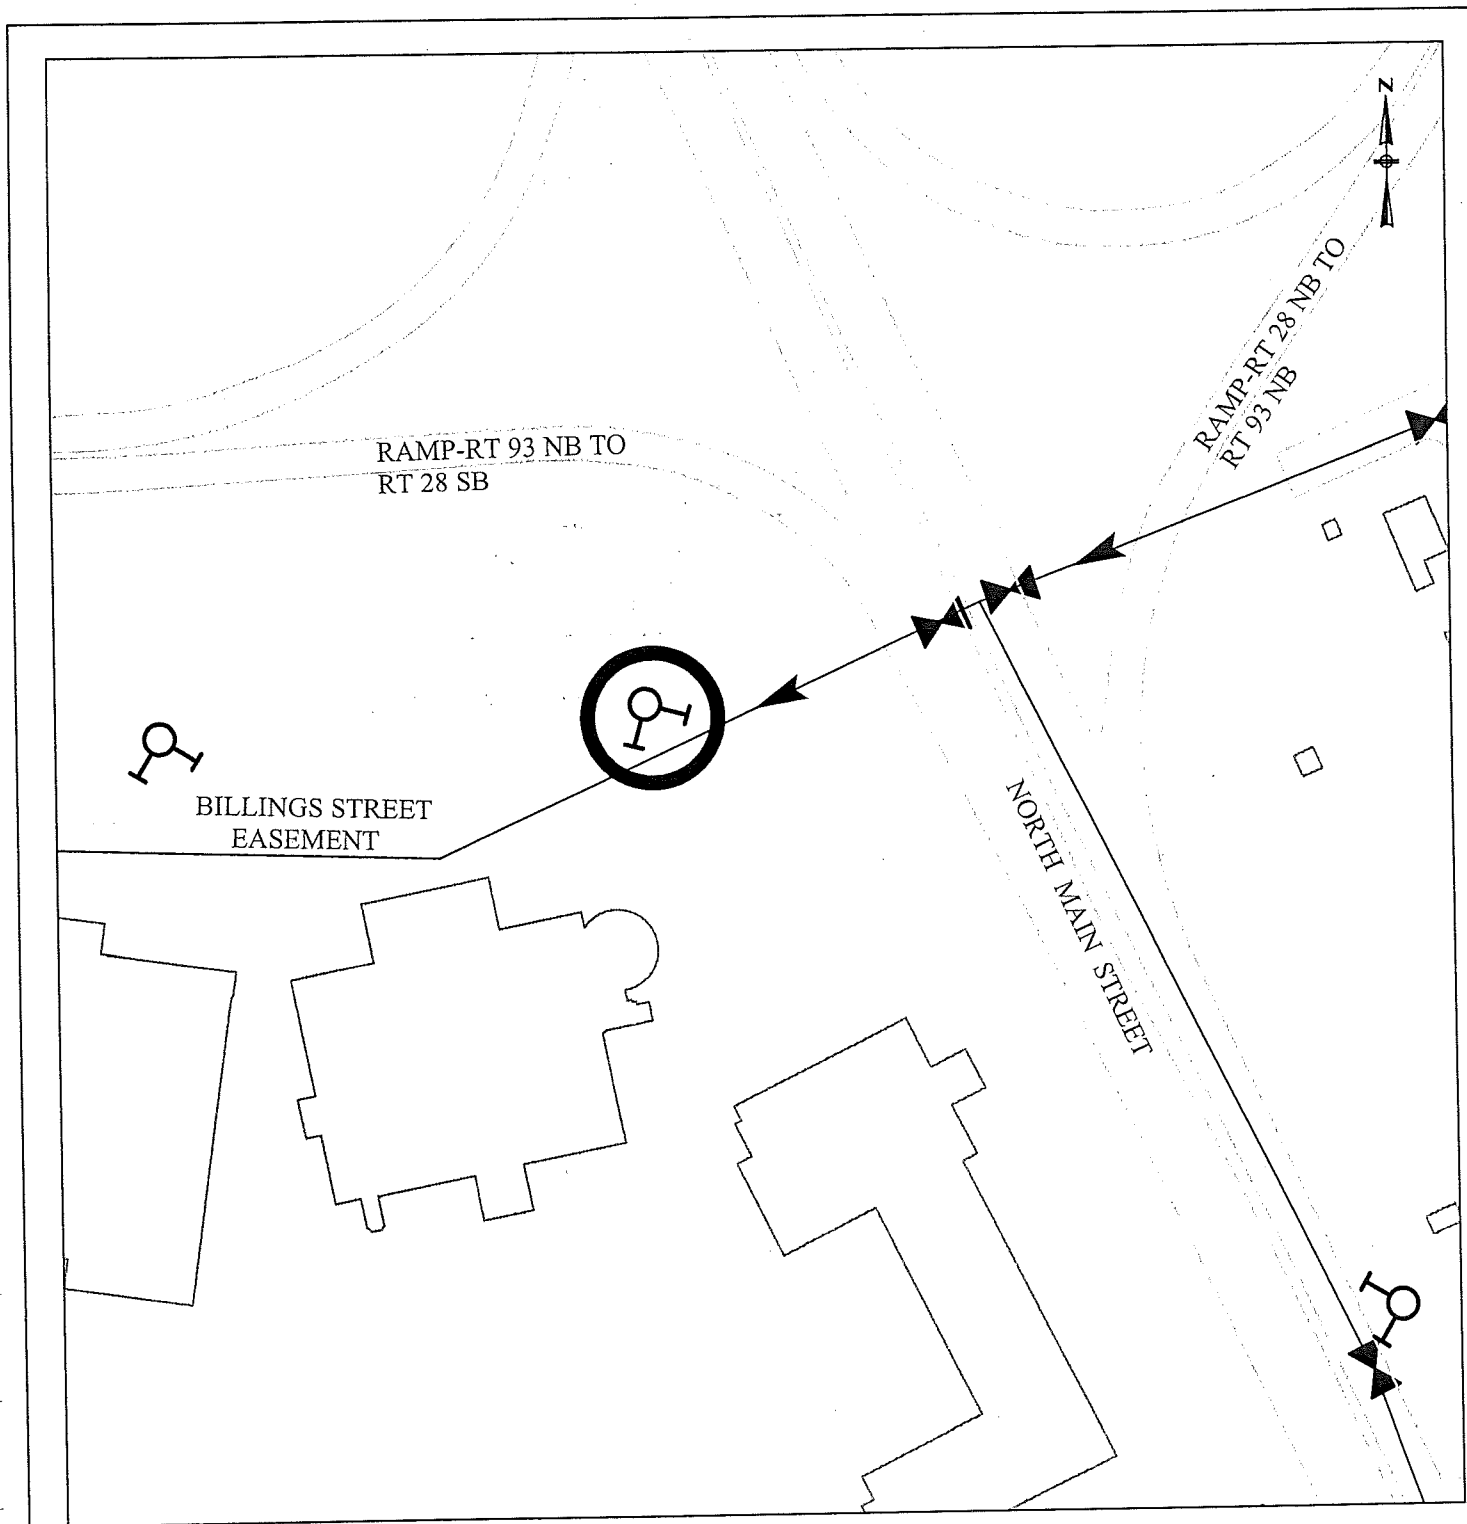 N
RAMP-RT 28 NB TO
RT 93 NB
RAMP-RT 93 NB TO
RT 28 SB
BILLINGS STREET
EASEMENT
NORTH MAIN STREET